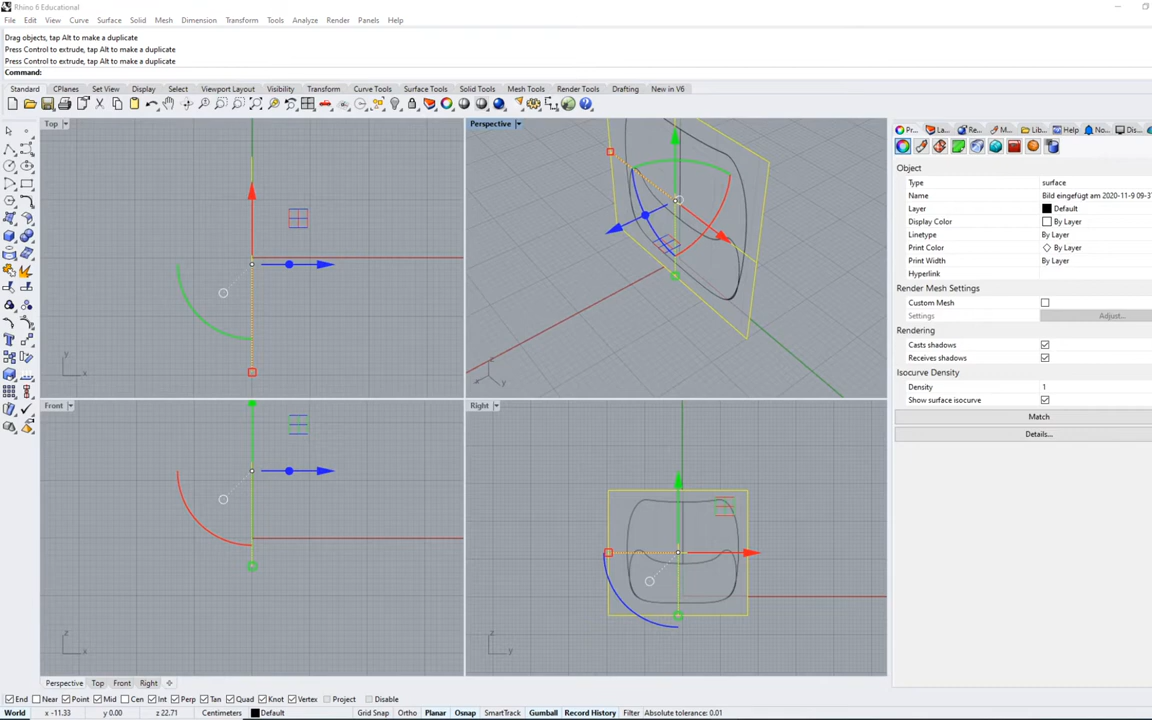 Rhino 6 Educational
File Edit View Curve Surface Solid Mesh Dimension Transform Tools Analyze Render Panels Help
Drag objects, tap Alt to make a duplicate
Press Control to extrude, tap Alt to make a duplicate
Press Control to extrude, tap Alt to make a duplicate
Command:
Standard CPlanes Set View Display Select Viewport Layout Visibility Transform Curve Tools Surface Tools Solid Tools Mesh Tools Render Tools Drafting New in V6
Top
Perspective
Pr... La... Re... M... Lib... Help No... Dis...
Object
Type surface
Name Bild eingefügt am 2020-11-9 09-3
Layer Default
Display Color By Layer
Linetype By Layer
Print Color By Layer
Print Width By Layer
Hyperlink
Render Mesh Settings
Custom Mesh
Settings Adjust...
Rendering
Casts shadows
Receives shadows
Isocurve Density
Density 1
Show surface isocurve
Match
Details...
y
x
z
x y
Front
Right
z
x
z
y
Perspective Top Front Right
End Near Point Mid Cen Int Perp Tan Quad Knot Vertex Project Disable
World x -11.33 y 0.00 z 22.71 Centimeters Default Grid Snap Ortho Planar Osnap SmartTrack Gumball Record History Filter Absolute tolerance: 0.01